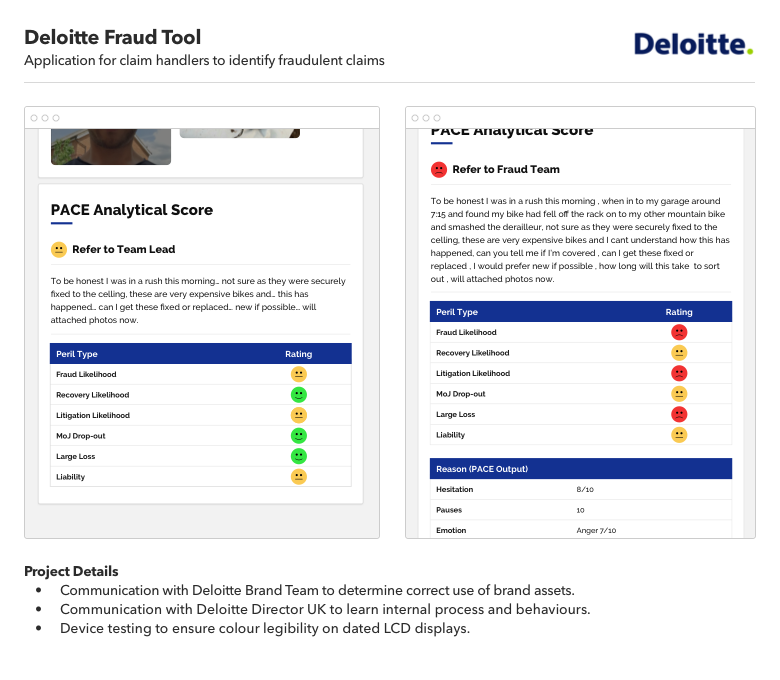 Deloitte Fraud Tool
Application for claim handlers to identify fraudulent claims
Deloitte.
PACE Analytical Score
Refer to Team Lead
To be honest I was in a rush this morning... not sure as they were securely
fixed to the celling, these are very expensive bikes and... this has
happened... can I get these fixed or replaced... new if possible... will
attached photos now.
Peril Type Rating
Fraud Likelihood
Recovery Likelihood
Litigation Likelihood
MoJ Drop-out
Large Loss
Liability
PACE Analytical Score
Refer to Fraud Team
To be honest I was in a rush this morning , when in to my garage around
7:15 and found my bike had fell off the rack on to my other mountain bike
and smashed the derailleur, not sure as they were securely fixed to the
celling, these are very expensive bikes and I cant understand how this has
happened, can you tell me if I'm covered , can I get these fixed or
replaced , I would prefer new if possible , how long will this take to sort
out , will attached photos now.
Peril Type Rating
Fraud Likelihood
Recovery Likelihood
Litigation Likelihood
MoJ Drop-out
Large Loss
Liability
Reason (PACE Output)
Hesitation 8/10
Pauses 10
Emotion Anger 7/10
Project Details
• Communication with Deloitte Brand Team to determine correct use of brand assets.
• Communication with Deloitte Director UK to learn internal process and behaviours.
• Device testing to ensure colour legibility on dated LCD displays.